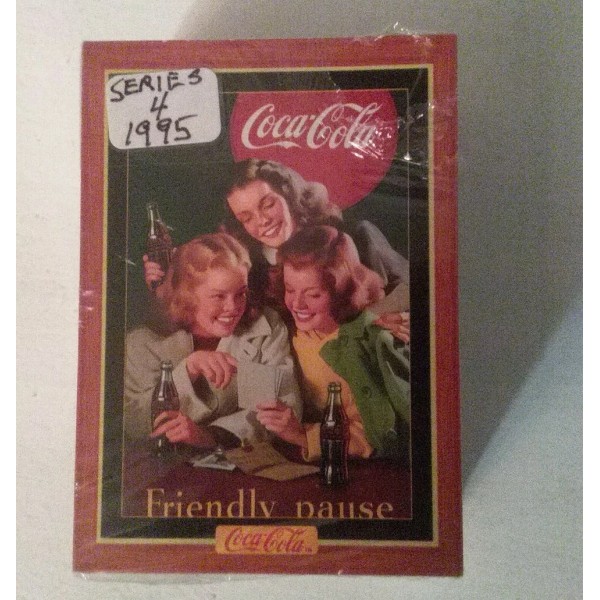 SERIES
4
1995
Coca-Cola
Friendly pause
Coca-Cola